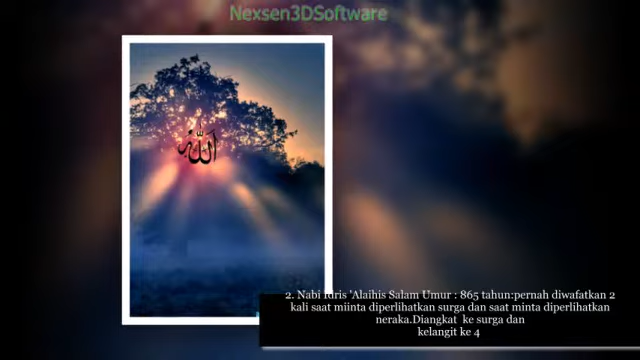 Nexsen3DSoftware
الله
2. Nabi Idris 'Alaihis Salam Umur : 865 tahun:pernah diwafatkan 2
kali saat miinta diperlihatkan surga dan saat minta diperlihatkan
neraka.Diangkat  ke surga dan
kelangit ke 4